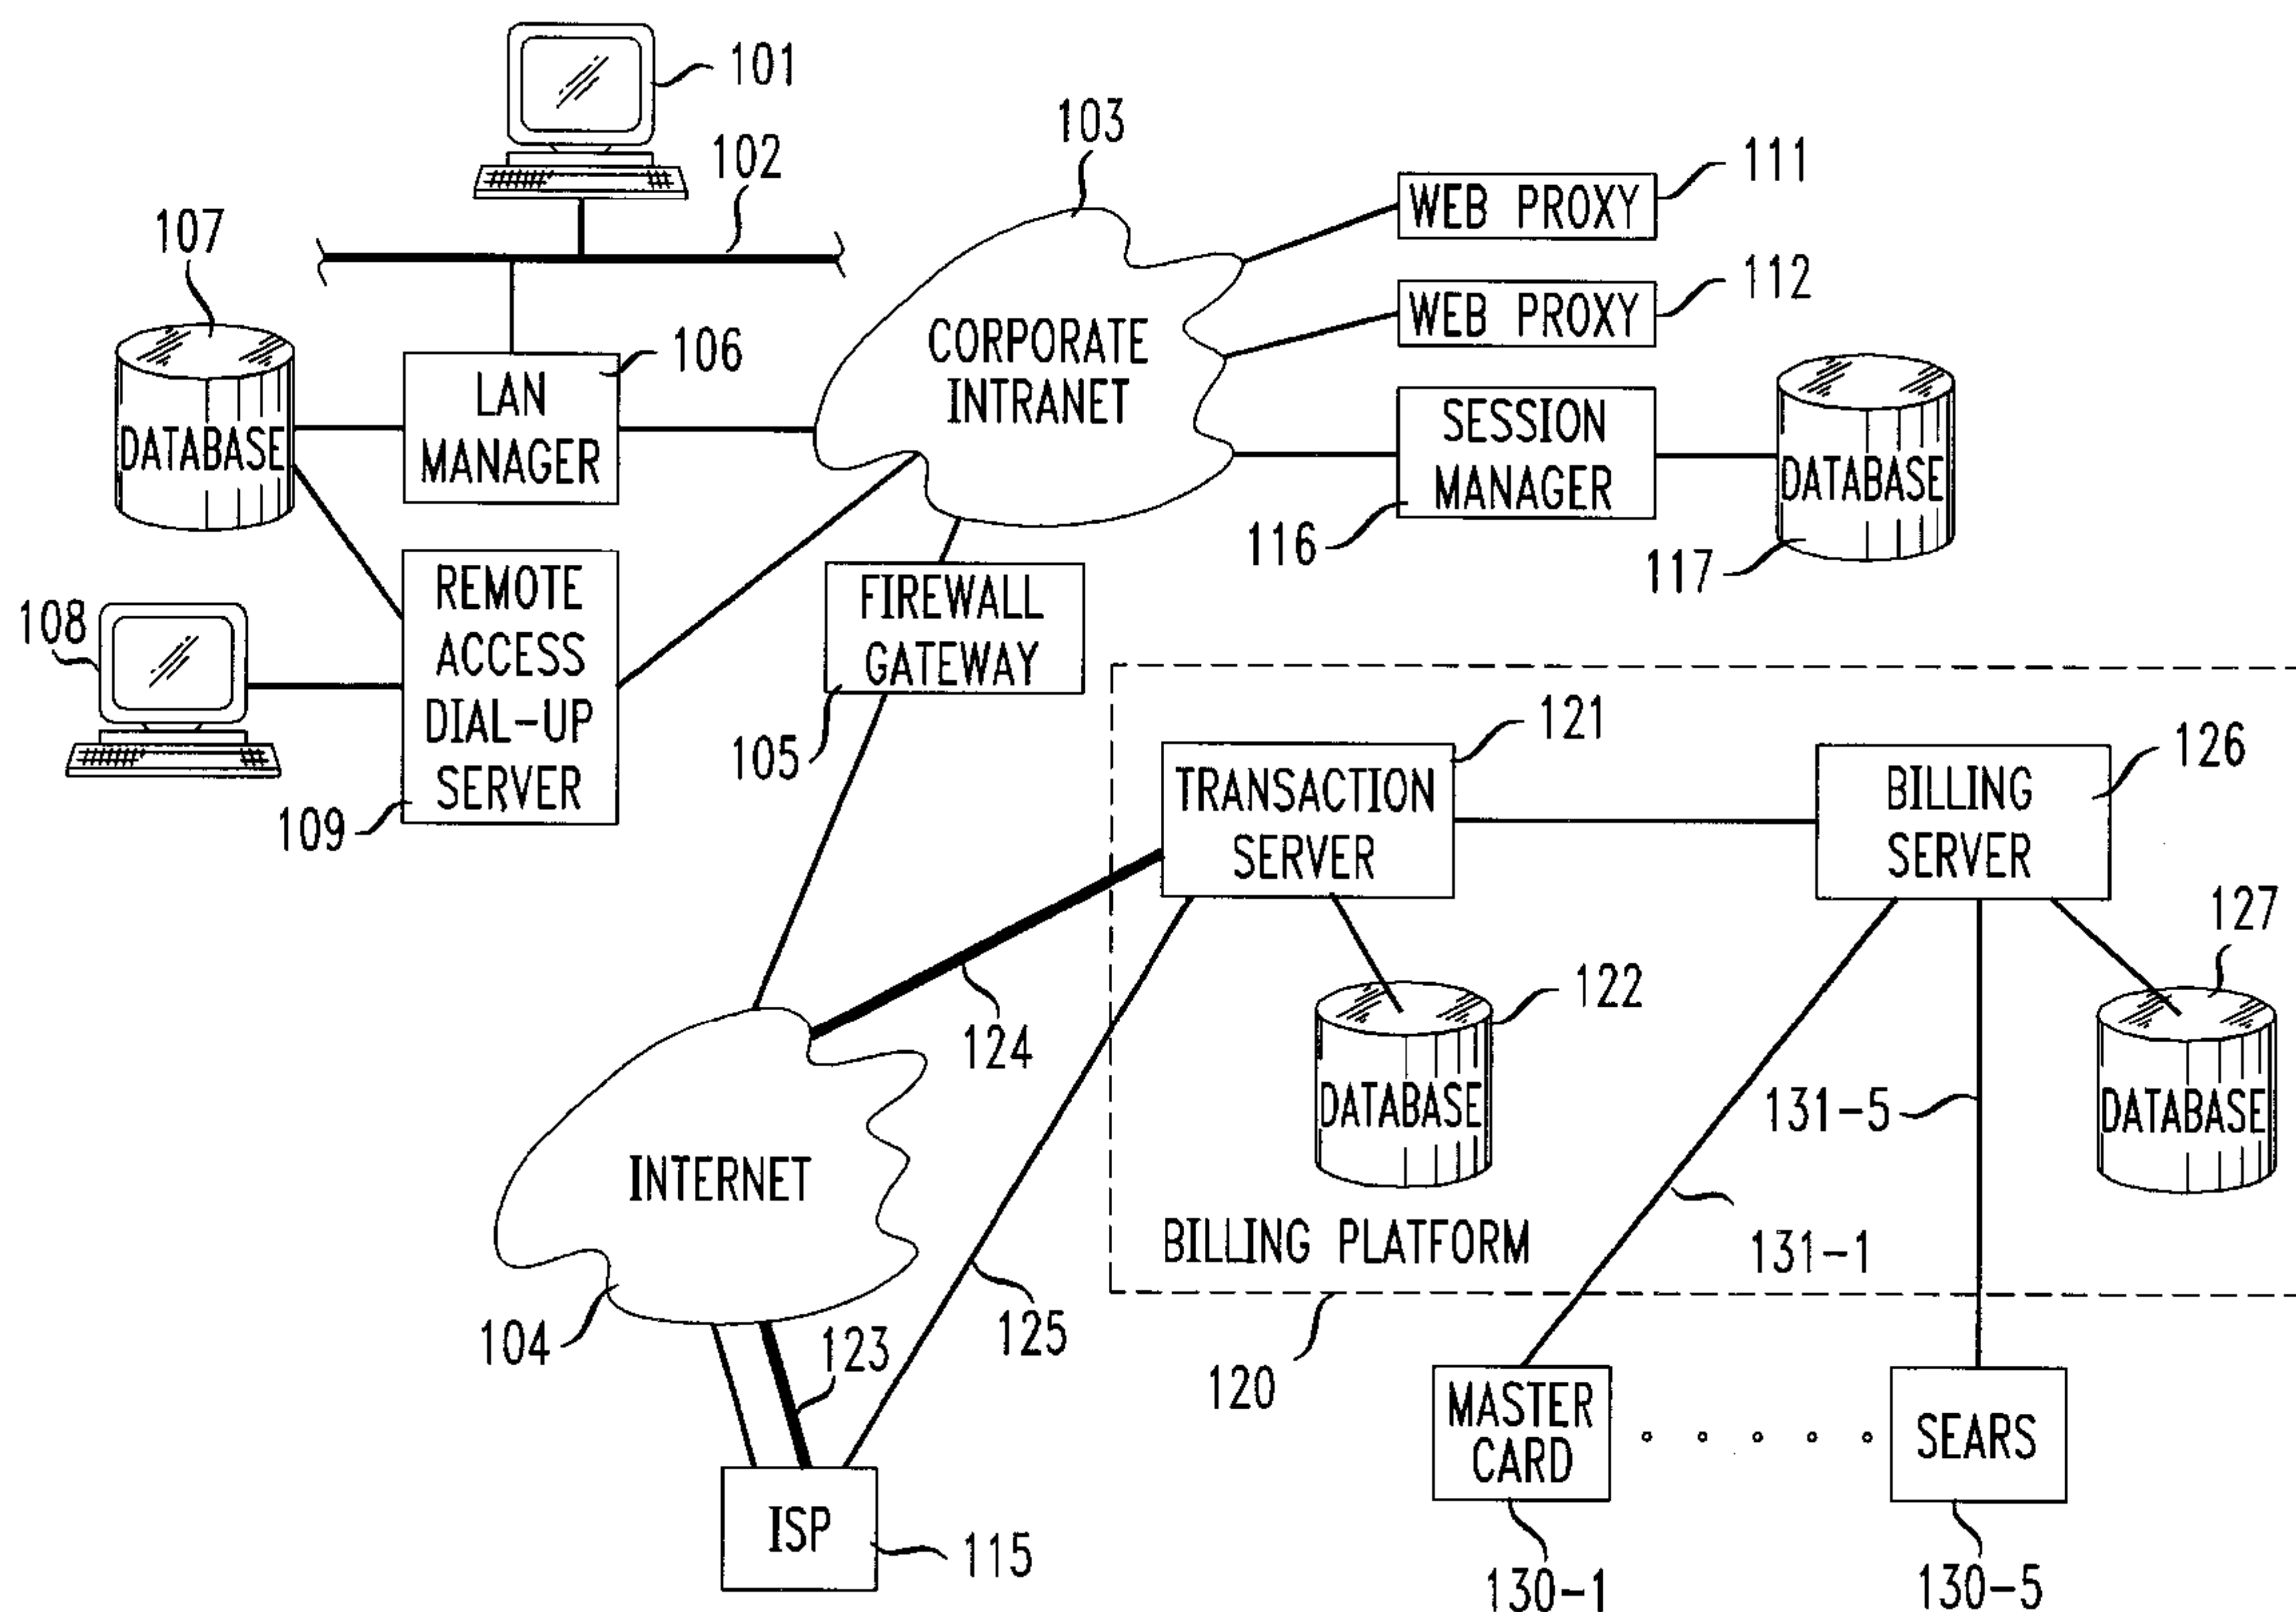 101
102
103
107
WEB PROXY
111
WEB PROXY
112
CORPORATE
INTRANET
LAN
MANAGER
106
DATABASE
SESSION
MANAGER
116
DATABASE
117
REMOTE
ACCESS
DIAL-UP
SERVER
109
108
FIREWALL
GATEWAY
105
TRANSACTION
SERVER
121
BILLING
SERVER
126
124
DATABASE
122
DATABASE
127
131-5
131-1
INTERNET
104
BILLING PLATFORM
120
123
125
MASTER
CARD
130-1
SEARS
130-5
ISP
115